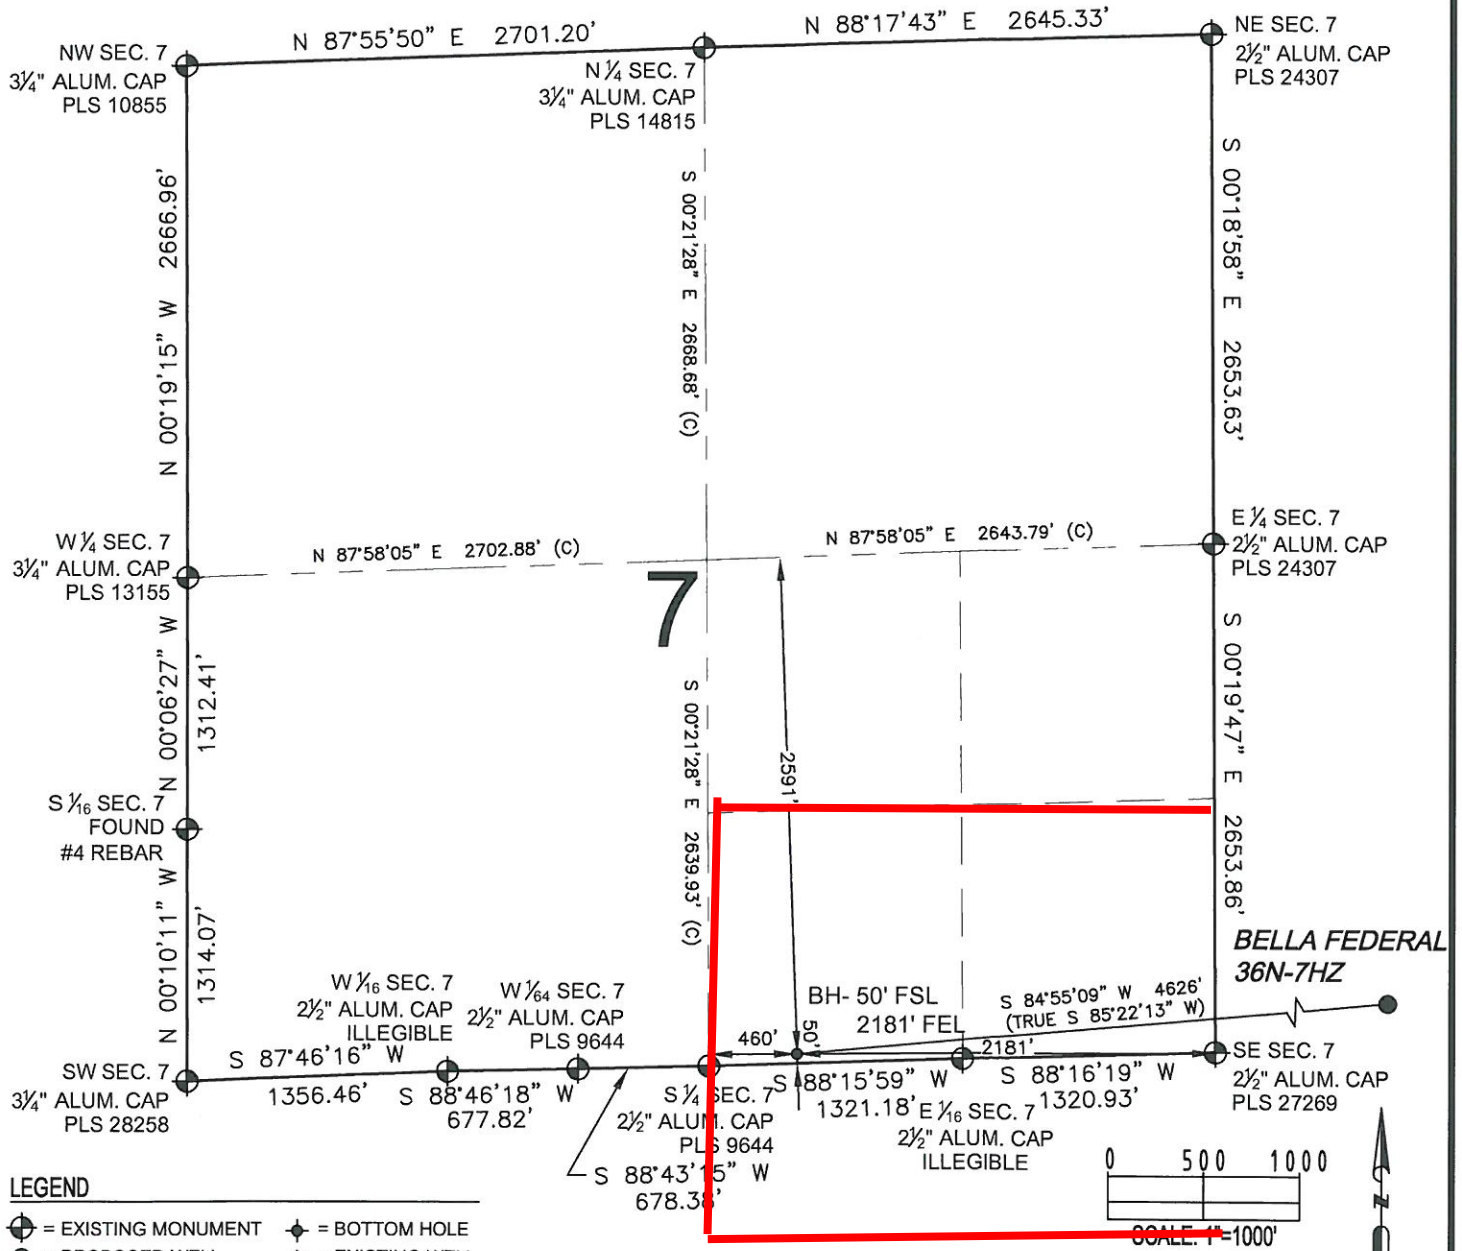 N 87°55'50" E 2701.20'
N 88°17'43" E 2645.33'
NW SEC. 7
3¼" ALUM. CAP
PLS 10855
N ¼ SEC. 7
3¼" ALUM. CAP
PLS 14815
NE SEC. 7
2½" ALUM. CAP
PLS 24307
N 00°19'15" W 2666.96'
S 00°21'28" E 2668.68' (C)
S 00°18'58" E 2653.63'
W ¼ SEC. 7
3¼" ALUM. CAP
PLS 13155
N 87°58'05" E 2702.88' (C)
N 87°58'05" E 2643.79' (C)
E ¼ SEC. 7
2½" ALUM. CAP
PLS 24307
7
N 00°06'27" W
1312.41'
S 00°21'28" E 2639.93' (C)
2591'
S 00°19'47" E 2653.86'
S 1⁄16 SEC. 7
FOUND
#4 REBAR
N 00°10'11" W
1314.07'
BELLA FEDERAL
36N-7HZ
W 1⁄16 SEC. 7
2½" ALUM. CAP
ILLEGIBLE
W 1⁄64 SEC. 7
2½" ALUM. CAP
PLS 9644
BH- 50' FSL
2181' FEL
S 84°55'09" W 4626'
(TRUE S 85°22'13" W)
460'
50'
2181'
SW SEC. 7
3¼" ALUM. CAP
PLS 28258
S 87°46'16" W
1356.46'
S 88°46'18" W
677.82'
S ¼ SEC. 7
2½" ALUM. CAP
PLS 9644
S 88°43'15" W
678.38'
S 88°15'59" W
1321.18'
E 1⁄16 SEC. 7
2½" ALUM. CAP
ILLEGIBLE
S 88°16'19" W
1320.93'
SE SEC. 7
2½" ALUM. CAP
PLS 27269
0 500 1000
SCALE: 1"=1000'
N
LEGEND
= EXISTING MONUMENT
= BOTTOM HOLE